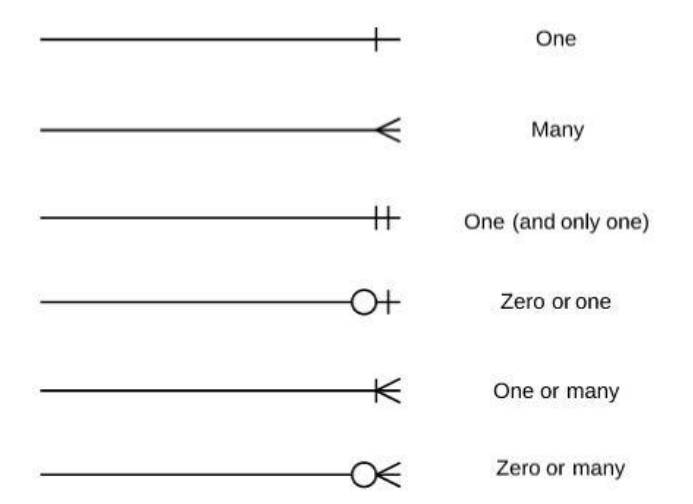 One
Many
One (and only one)
Zero or one
One or many
Zero or many